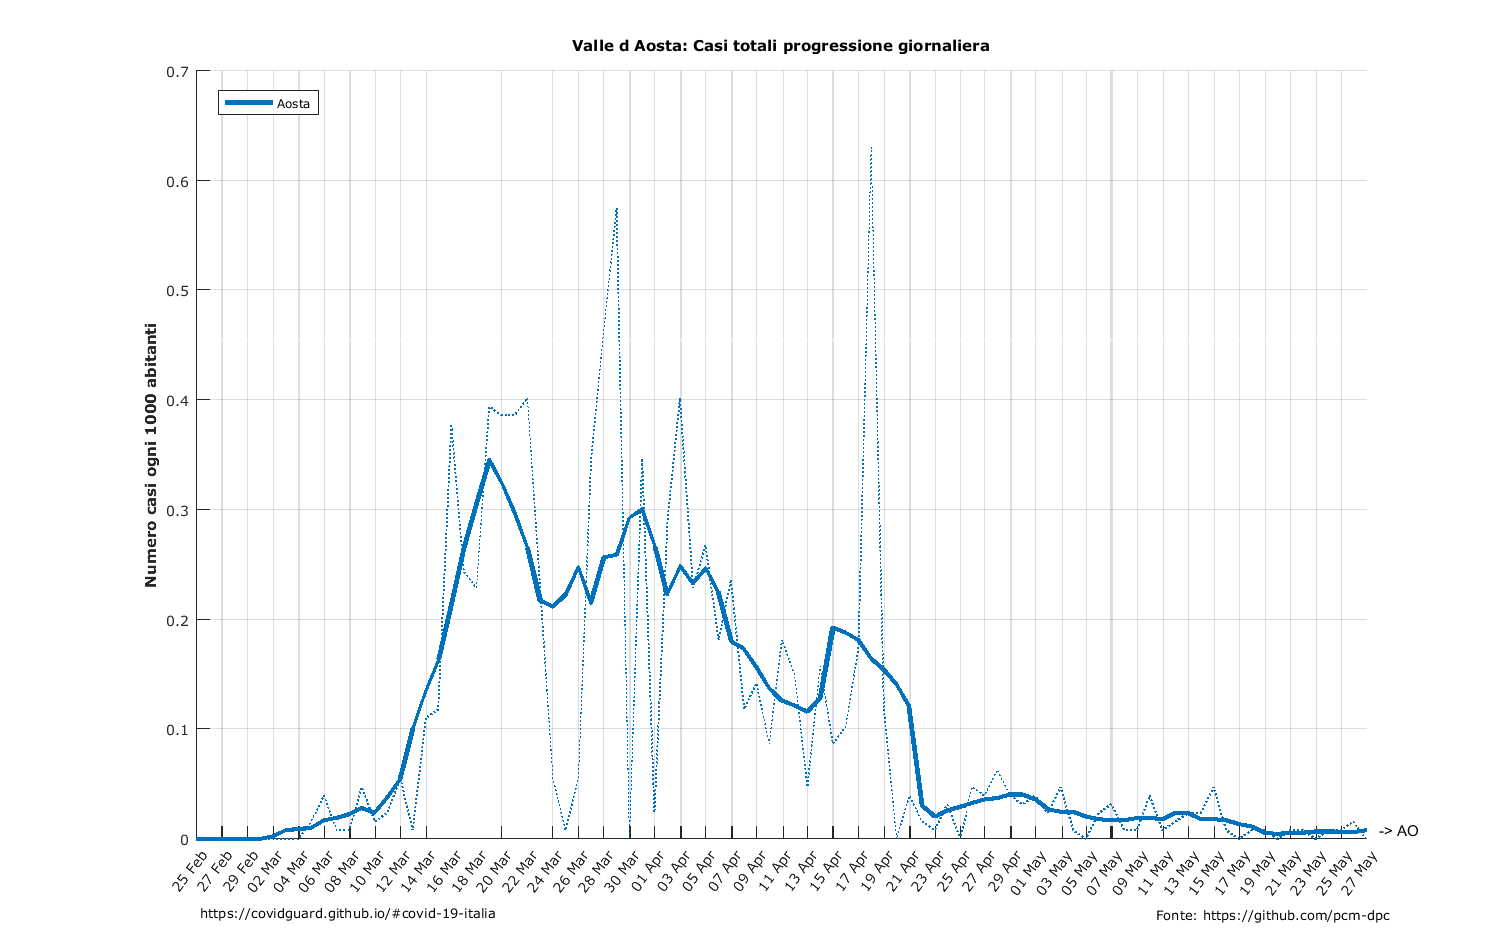 Valle d Aosta: Casi totali progressione giornaliera
Aosta
Numero casi ogni 1000 abitanti
0.7
0.6
0.5
0.4
0.3
0.2
0.1
0
-> AO
25 Feb
27 Feb
29 Feb
02 Mar
04 Mar
06 Mar
08 Mar
10 Mar
12 Mar
14 Mar
16 Mar
18 Mar
20 Mar
22 Mar
24 Mar
26 Mar
28 Mar
30 Mar
01 Apr
03 Apr
05 Apr
07 Apr
09 Apr
11 Apr
13 Apr
15 Apr
17 Apr
19 Apr
21 Apr
23 Apr
25 Apr
27 Apr
29 Apr
01 May
03 May
05 May
07 May
09 May
11 May
13 May
15 May
17 May
19 May
21 May
23 May
25 May
27 May
https://covidguard.github.io/#covid-19-italia
Fonte: https://github.com/pcm-dpc